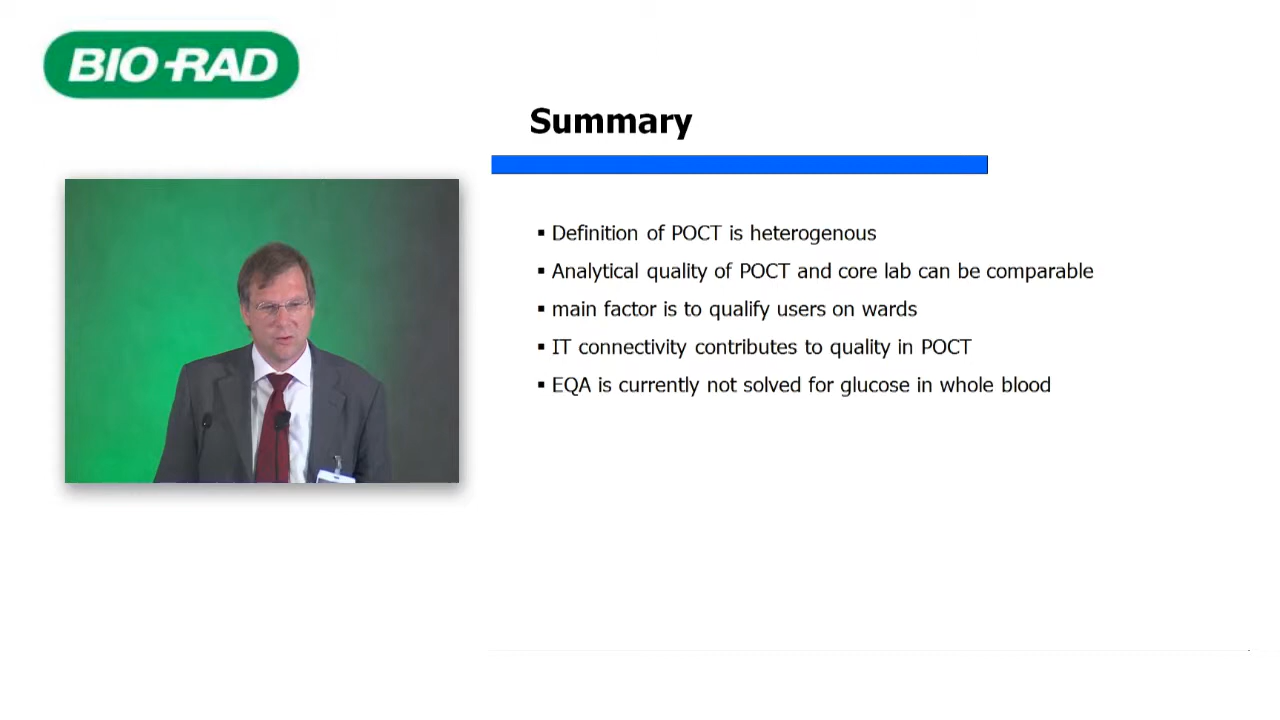 BIO-RAD
Summary
▪ Definition of POCT is heterogenous
▪ Analytical quality of POCT and core lab can be comparable
▪ main factor is to qualify users on wards
▪ IT connectivity contributes to quality in POCT
▪ EQA is currently not solved for glucose in whole blood